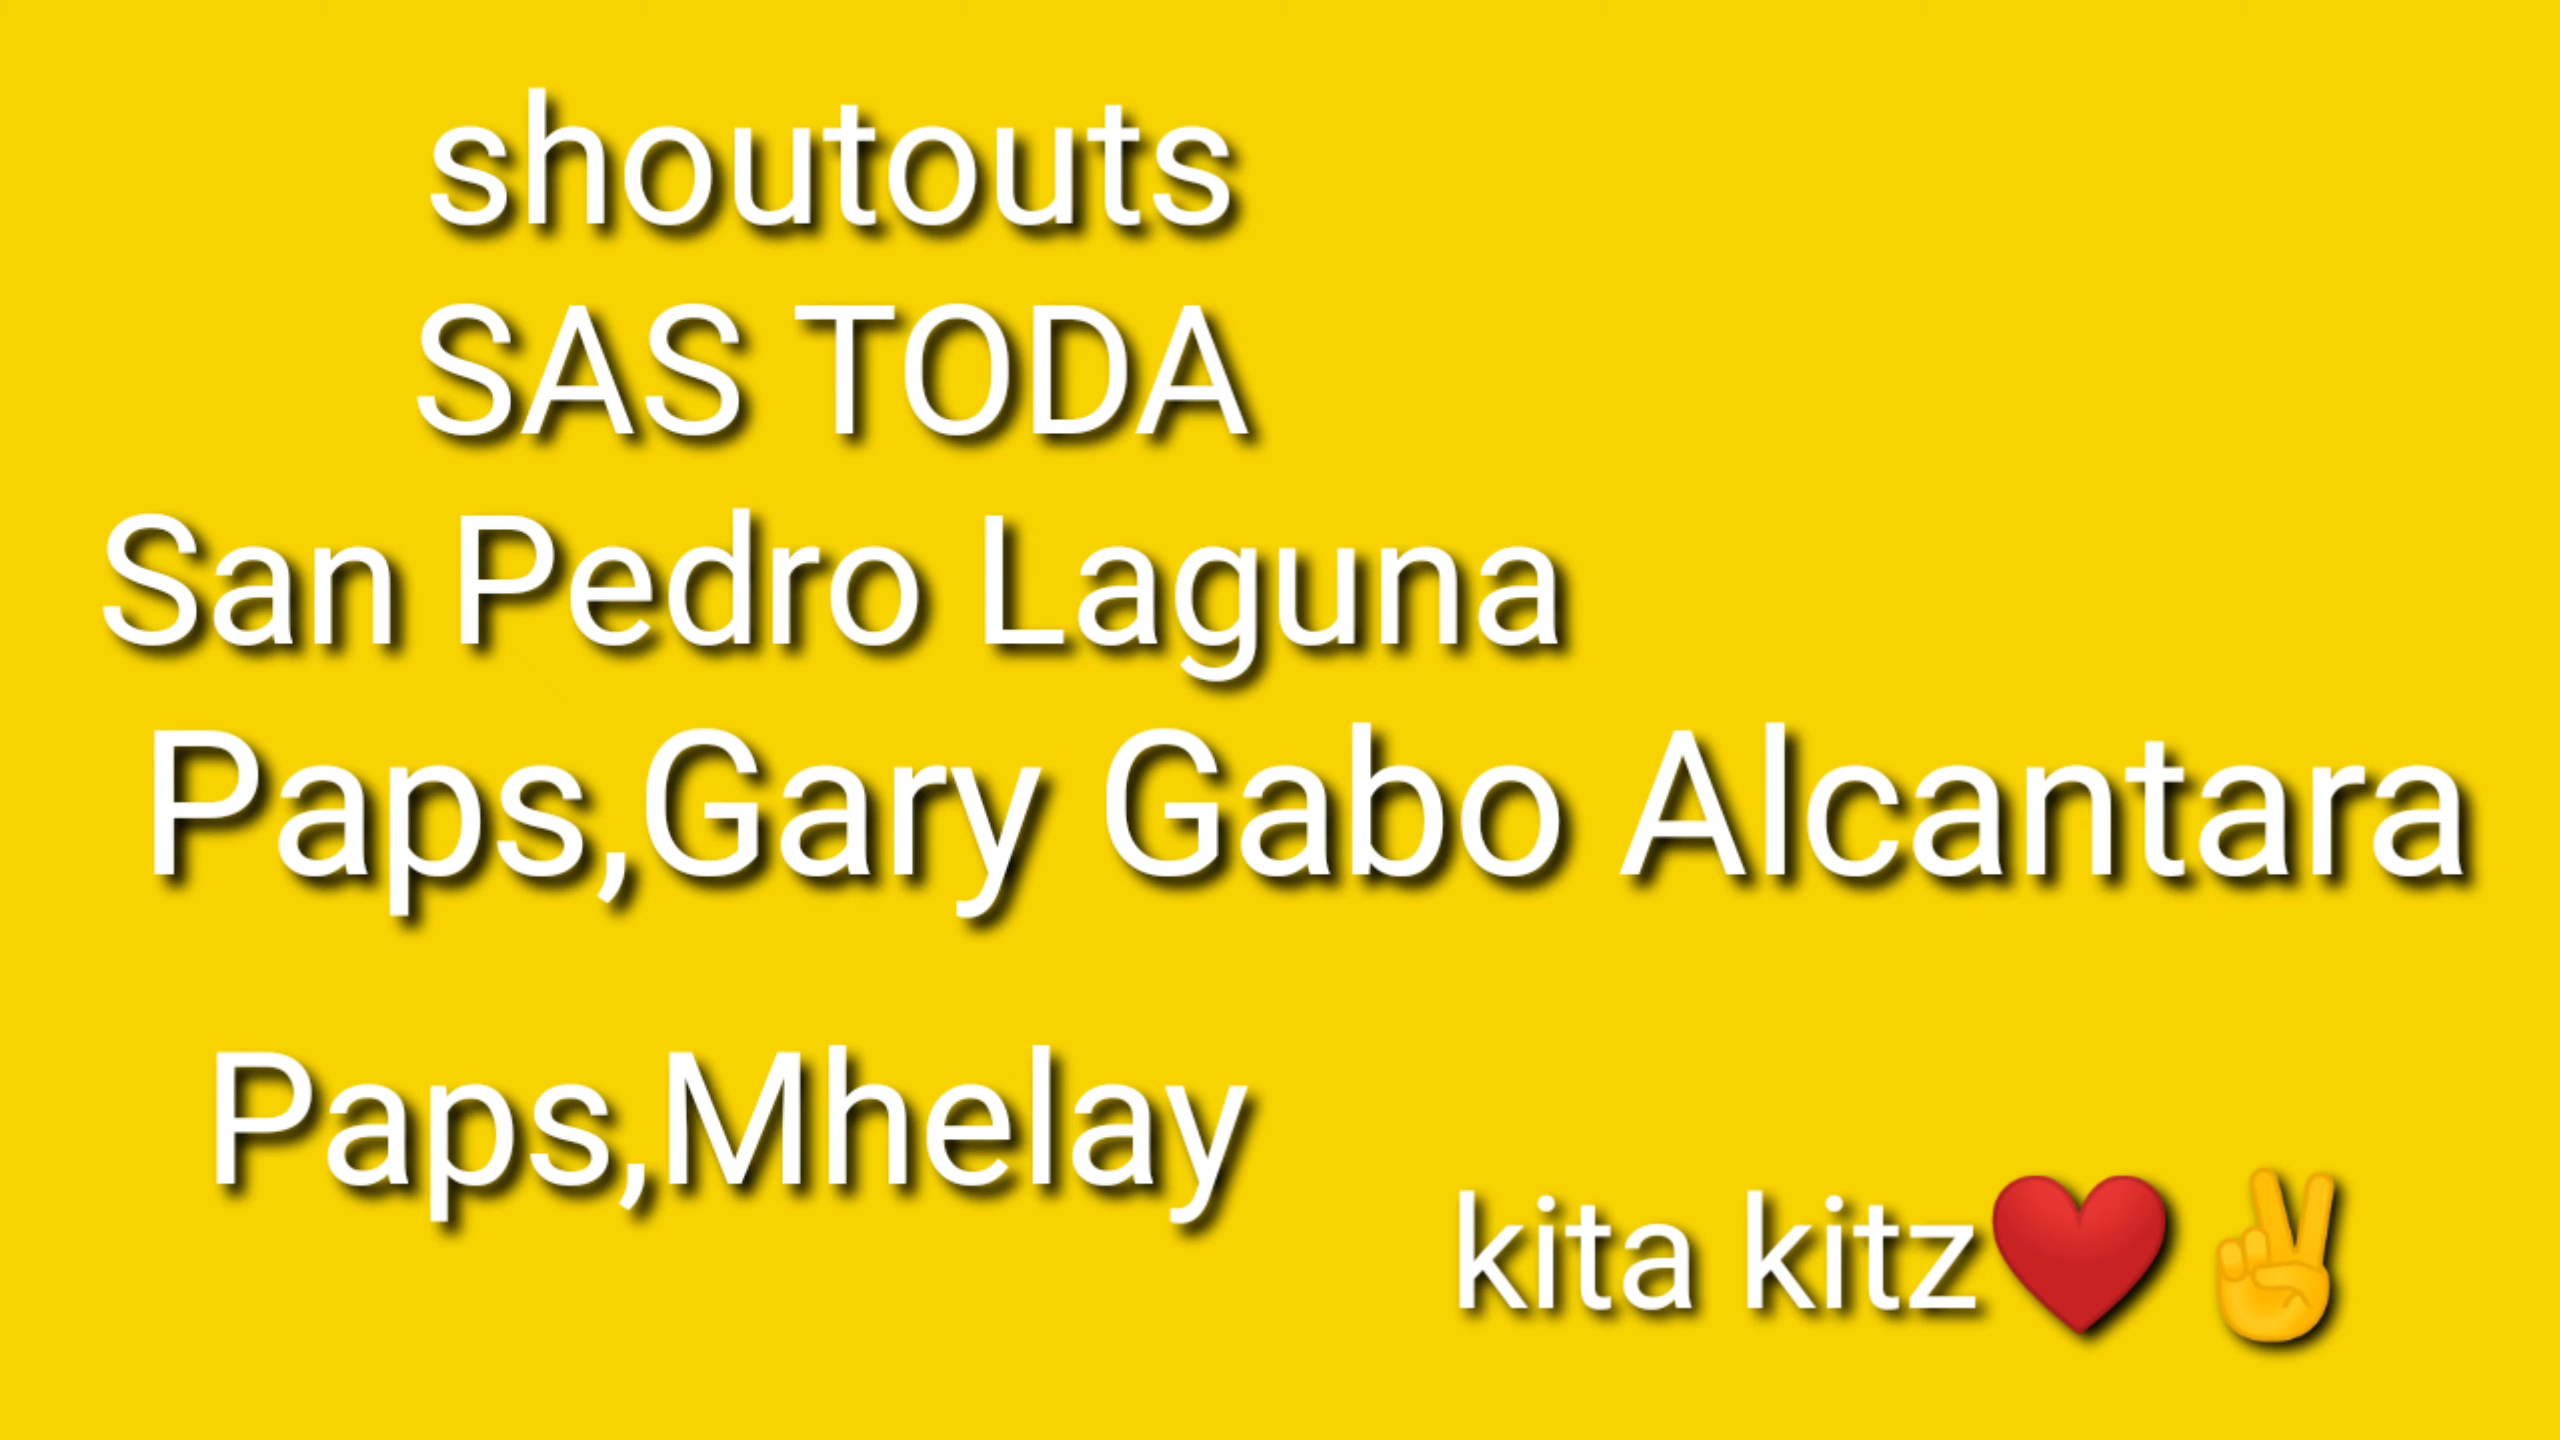 shoutouts
SAS TODA
San Pedro Laguna
Paps,Gary Gabo Alcantara
Paps,Mhelay
kita kitz❤️✌️